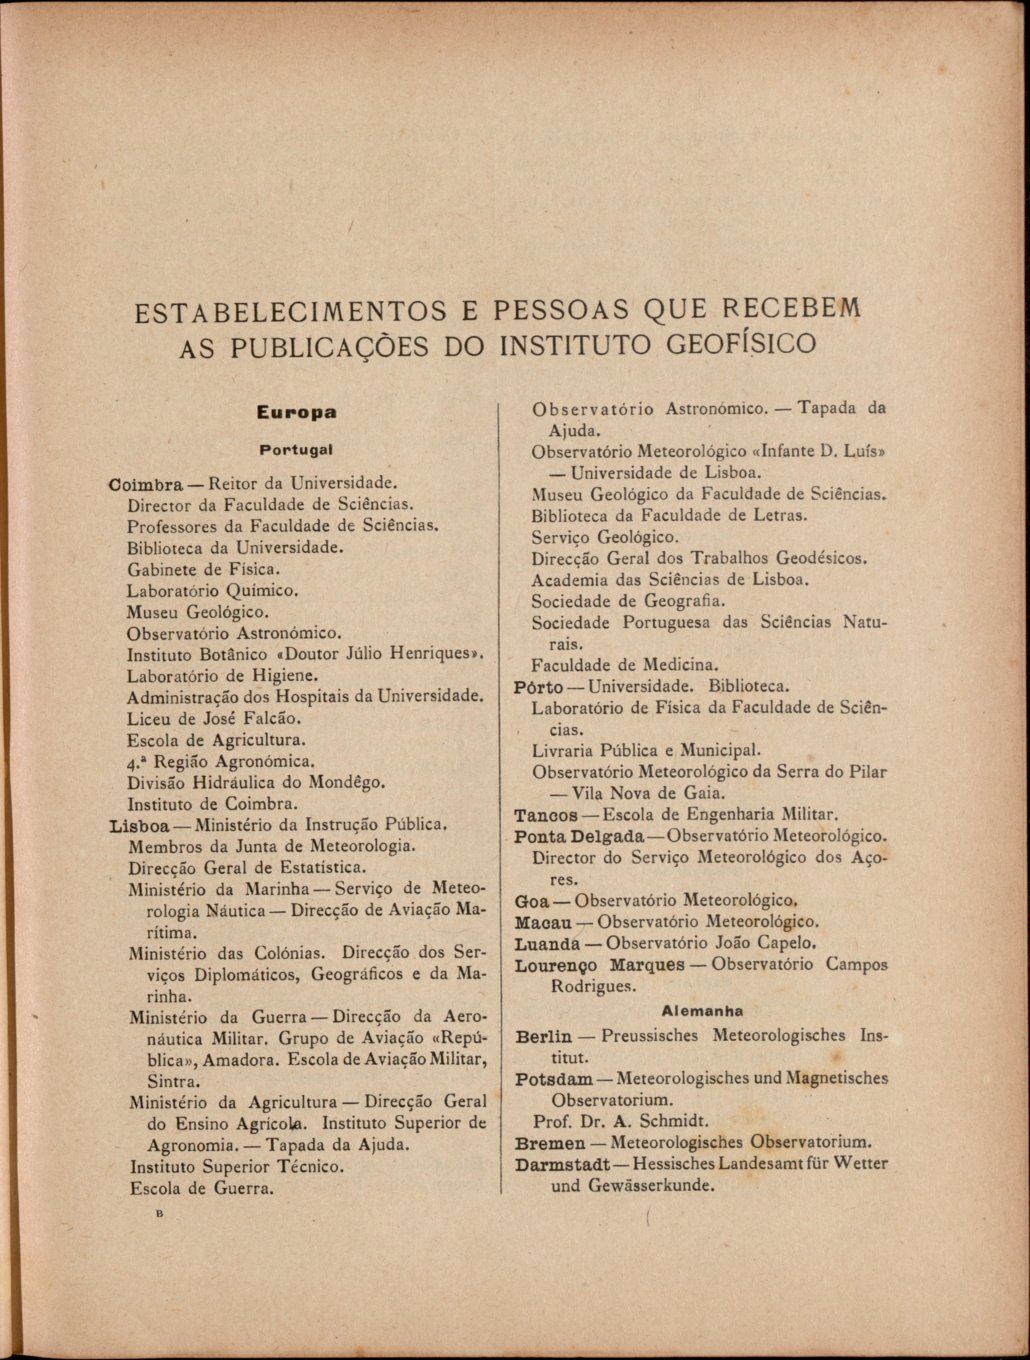 ESTABELECIMENTOS E PESSOAS QUE RECEBEM
AS PUBLICAÇÕES DO INSTITUTO GEOFÍSICO
Europa
Portugal
Coimbra — Reitor da Universidade.
Director da Faculdade de Sciências.
Professores da Faculdade de Sciências.
Biblioteca da Universidade.
Gabinete de Física.
Laboratório Químico.
Museu Geológico.
Observatório Astronómico.
Instituto Botânico «Doutor Júlio Henriques».
Laboratório de Higiene.
Administração dos Hospitais da Universidade.
Liceu de José Falcão.
Escola de Agricultura.
4.ª Região Agronómica.
Divisão Hidráulica do Mondêgo.
Instituto de Coimbra.
Lisboa — Ministério da Instrução Pública.
Membros da Junta de Meteorologia.
Direcção Geral de Estatística.
Ministério da Marinha — Serviço de Meteo-
rologia Náutica — Direcção de Aviação Ma-
rítima.
Ministério das Colónias. Direcção dos Ser-
viços Diplomáticos, Geográficos e da Ma-
rinha.
Ministério da Guerra — Direcção da Aero-
náutica Militar. Grupo de Aviação «Repú-
blica», Amadora. Escola de Aviação Militar,
Sintra.
Ministério da Agricultura — Direcção Geral
do Ensino Agrícola. Instituto Superior de
Agronomia. — Tapada da Ajuda.
Instituto Superior Técnico.
Escola de Guerra.
B
Observatório Astronómico. — Tapada da
Ajuda.
Observatório Meteorológico «Infante D. Luís»
— Universidade de Lisboa.
Museu Geológico da Faculdade de Sciências.
Biblioteca da Faculdade de Letras.
Serviço Geológico.
Direcção Geral dos Trabalhos Geodésicos.
Academia das Sciências de Lisboa.
Sociedade de Geografia.
Sociedade Portuguesa das Sciências Natu-
rais.
Faculdade de Medicina.
Pôrto — Universidade. Biblioteca.
Laboratório de Física da Faculdade de Sciên-
cias.
Livraria Pública e Municipal.
Observatório Meteorológico da Serra do Pilar
— Vila Nova de Gaia.
Tancos — Escola de Engenharia Militar.
Ponta Delgada — Observatório Meteorológico.
Director do Serviço Meteorológico dos Aço-
res.
Goa — Observatório Meteorológico.
Macau — Observatório Meteorológico.
Luanda — Observatório João Capelo.
Lourenço Marques — Observatório Campos
Rodrigues.
Alemanha
Berlin — Preussisches Meteorologisches Ins-
titut.
Potsdam — Meteorologisches und Magnetisches
Observatorium.
Prof. Dr. A. Schmidt.
Bremen — Meteorologisches Observatorium.
Darmstadt — Hessisches Landesamt für Wetter
und Gewässerkunde.